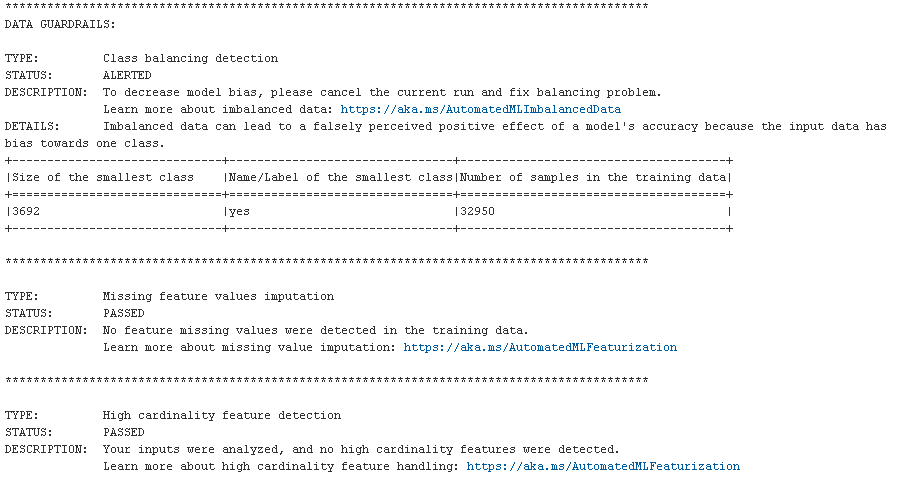 ********************************************************************************************
DATA GUARDRAILS:
TYPE:         Class balancing detection
STATUS:       ALERTED
DESCRIPTION:  To decrease model bias, please cancel the current run and fix balancing problem.
              Learn more about imbalanced data: https://aka.ms/AutomatedMLImbalancedData
DETAILS:      Imbalanced data can lead to a falsely perceived positive effect of a model's accuracy because the input data has
bias towards one class.
+------------------------------+--------------------------------+--------------------------------------+
|Size of the smallest class    |Name/Label of the smallest class|Number of samples in the training data|
+==============================+================================+======================================+
|3692                          |yes                             |32950                                 |
+------------------------------+--------------------------------+--------------------------------------+
********************************************************************************************
TYPE:         Missing feature values imputation
STATUS:       PASSED
DESCRIPTION:  No feature missing values were detected in the training data.
              Learn more about missing value imputation: https://aka.ms/AutomatedMLFeaturization
********************************************************************************************
TYPE:         High cardinality feature detection
STATUS:       PASSED
DESCRIPTION:  Your inputs were analyzed, and no high cardinality features were detected.
              Learn more about high cardinality feature handling: https://aka.ms/AutomatedMLFeaturization